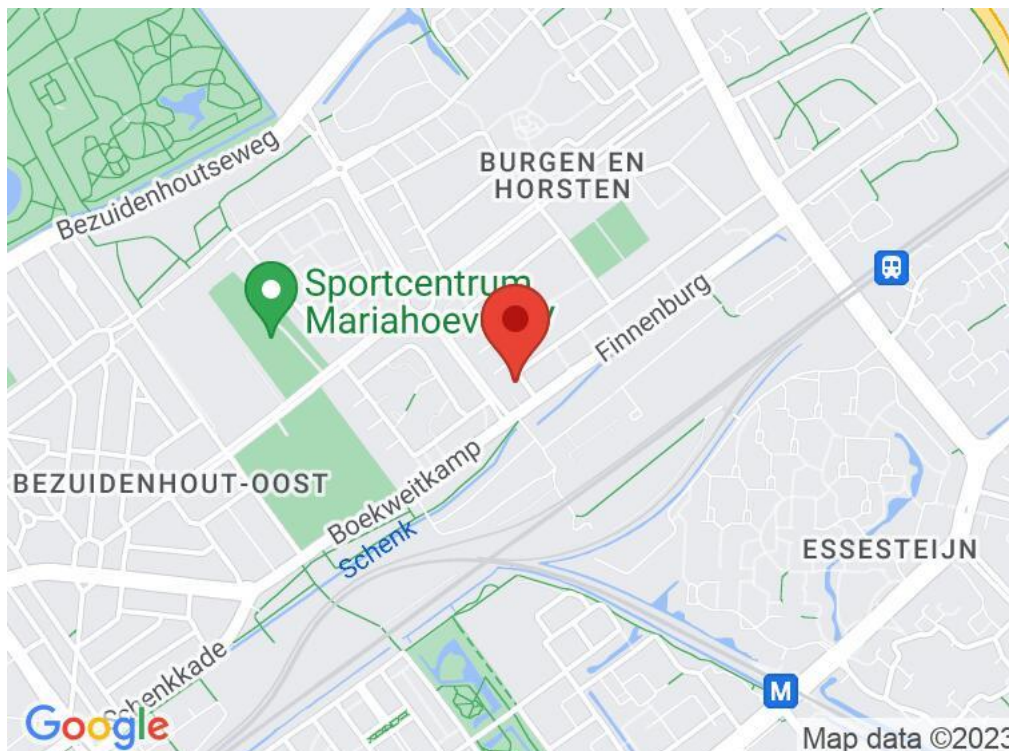 Bezuidenhoutseweg
BURGEN EN
HORSTEN
Sportcentrum
Mariahoeve
Finnenburg
BEZUIDENHOUT-OOST
Boekweitkamp
Schenk
ESSESTEIJN
Schenkkade
M
Google
Map data ©2023